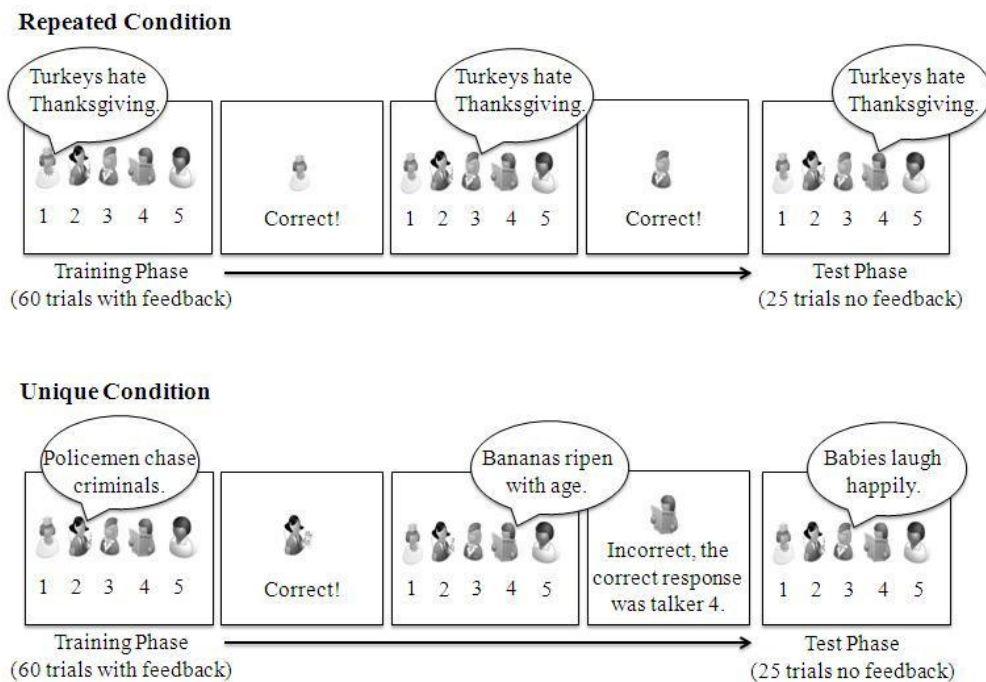 Repeated Condition
Turkeys hate
Thanksgiving.
Turkeys hate
Thanksgiving.
Turkeys hate
Thanksgiving.
1 2 3 4 5
Correct!
1 2 3 4 5
Correct!
1 2 3 4 5
Training Phase
(60 trials with feedback)
Test Phase
(25 trials no feedback)
Unique Condition
Policemen chase
criminals.
Bananas ripen
with age.
Babies laugh
happily.
1 2 3 4 5
Correct!
1 2 3 4 5
Incorrect, the
correct response
was talker 4.
1 2 3 4 5
Training Phase
(60 trials with feedback)
Test Phase
(25 trials no feedback)